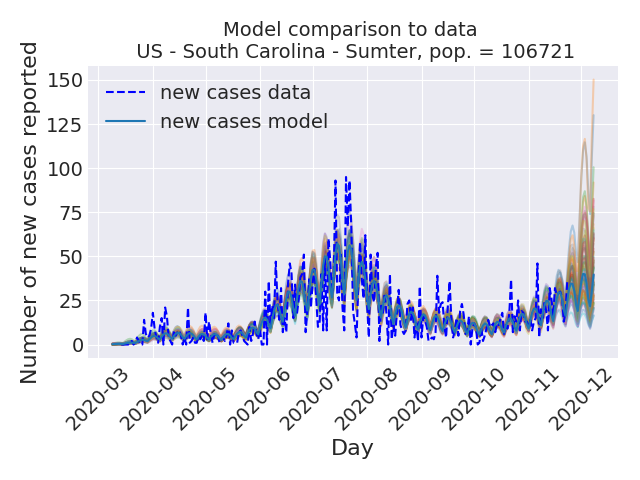 Model comparison to data
US - South Carolina - Sumter, pop. = 106721
Number of new cases reported
150
125
100
75
50
25
0
new cases data
new cases model
2020-03
2020-04
2020-05
2020-06
2020-07
2020-08
2020-09
2020-10
2020-11
2020-12
Day